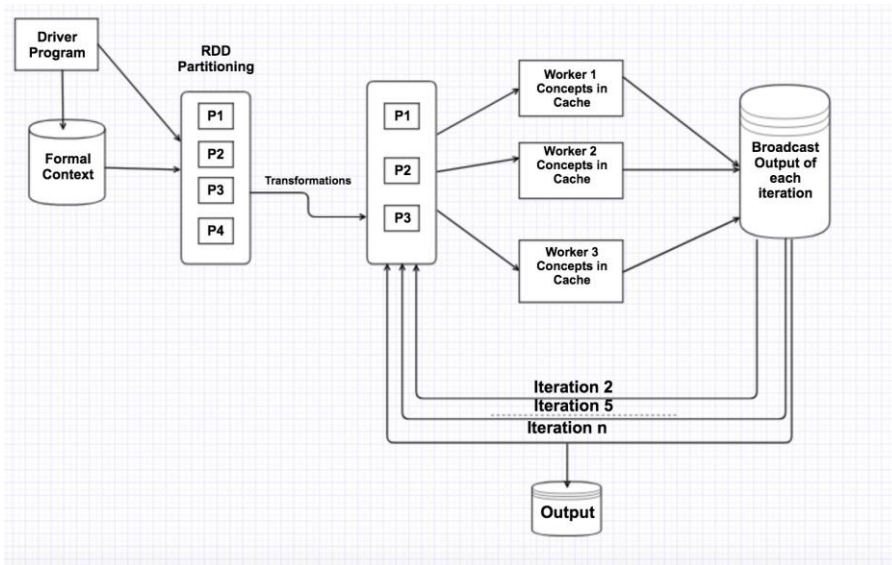 Driver
Program
RDD
Partitioning
Formal
Context
P1
P2
P3
P4
Transformations
P1
P2
P3
Worker 1
Concepts in
Cache
Worker 2
Concepts in
Cache
Worker 3
Concepts in
Cache
Broadcast
Output of
each
iteration
Iteration 2
Iteration 5
Iteration n
Output